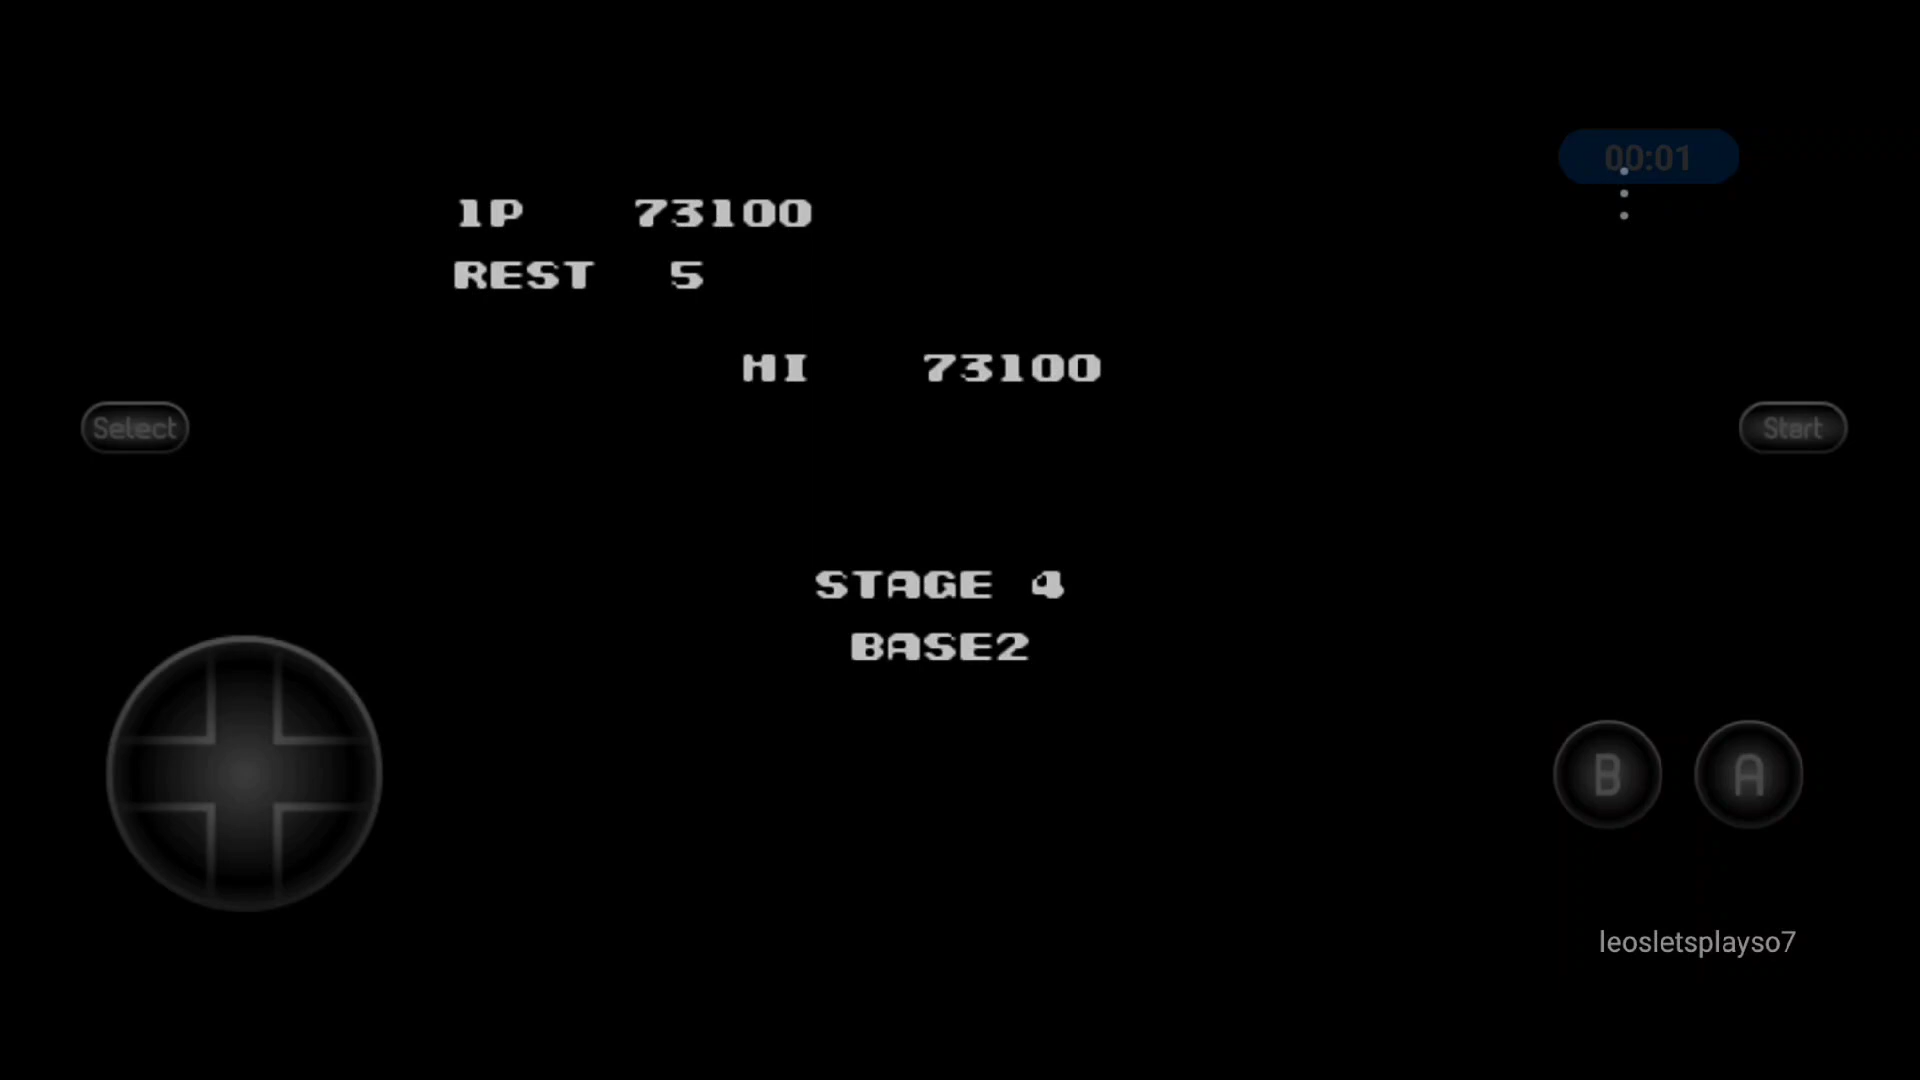 00:01
1P 73100
REST 5
HI 73100
Select
Start
STAGE 4
BASE2
B A
leosletsplayso7